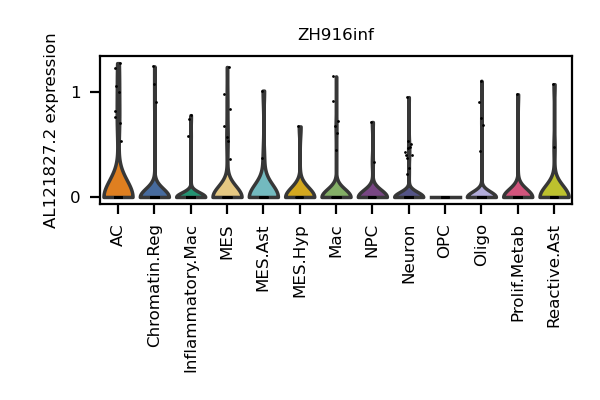 ZH916inf
AL121827.2 expression
1
0
AC
Chromatin.Reg
Inflammatory.Mac
MES
MES.Ast
MES.Hyp
Mac
NPC
Neuron
OPC
Oligo
Prolif.Metab
Reactive.Ast